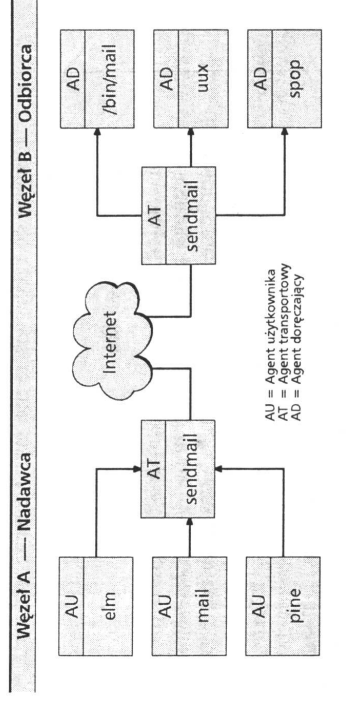 Węzeł A — Nadawca
Węzeł B — Odbiorca
AU
elm
AU
mail
AU
pine
AT
sendmail
Internet
AT
sendmail
AD
/bin/mail
AD
uux
AD
spop
AU = Agent użytkownika
AT = Agent transportowy
AD = Agent doręczający